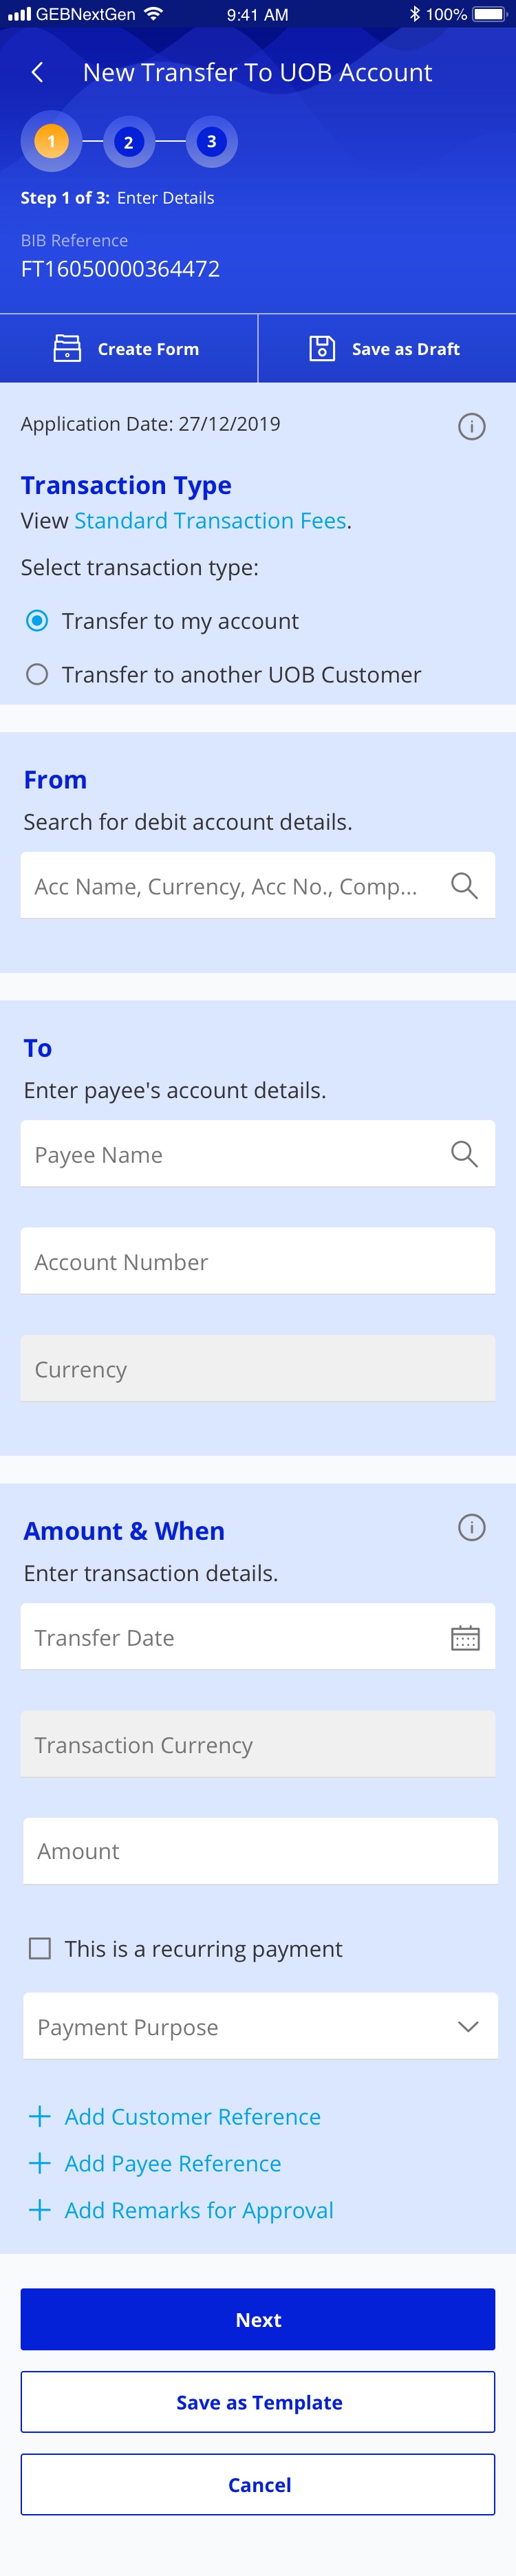 GEBNextGen 9:41 AM 100%
New Transfer To UOB Account
1 2 3
Step 1 of 3: Enter Details
BIB Reference
FT16050000364472
Create Form Save as Draft
Application Date: 27/12/2019
Transaction Type
View Standard Transaction Fees.
Select transaction type:
Transfer to my account
Transfer to another UOB Customer
From
Search for debit account details.
Acc Name, Currency, Acc No., Comp...
To
Enter payee's account details.
Payee Name
Account Number
Currency
Amount & When
Enter transaction details.
Transfer Date
Transaction Currency
Amount
This is a recurring payment
Payment Purpose
Add Customer Reference
Add Payee Reference
Add Remarks for Approval
Next
Save as Template
Cancel